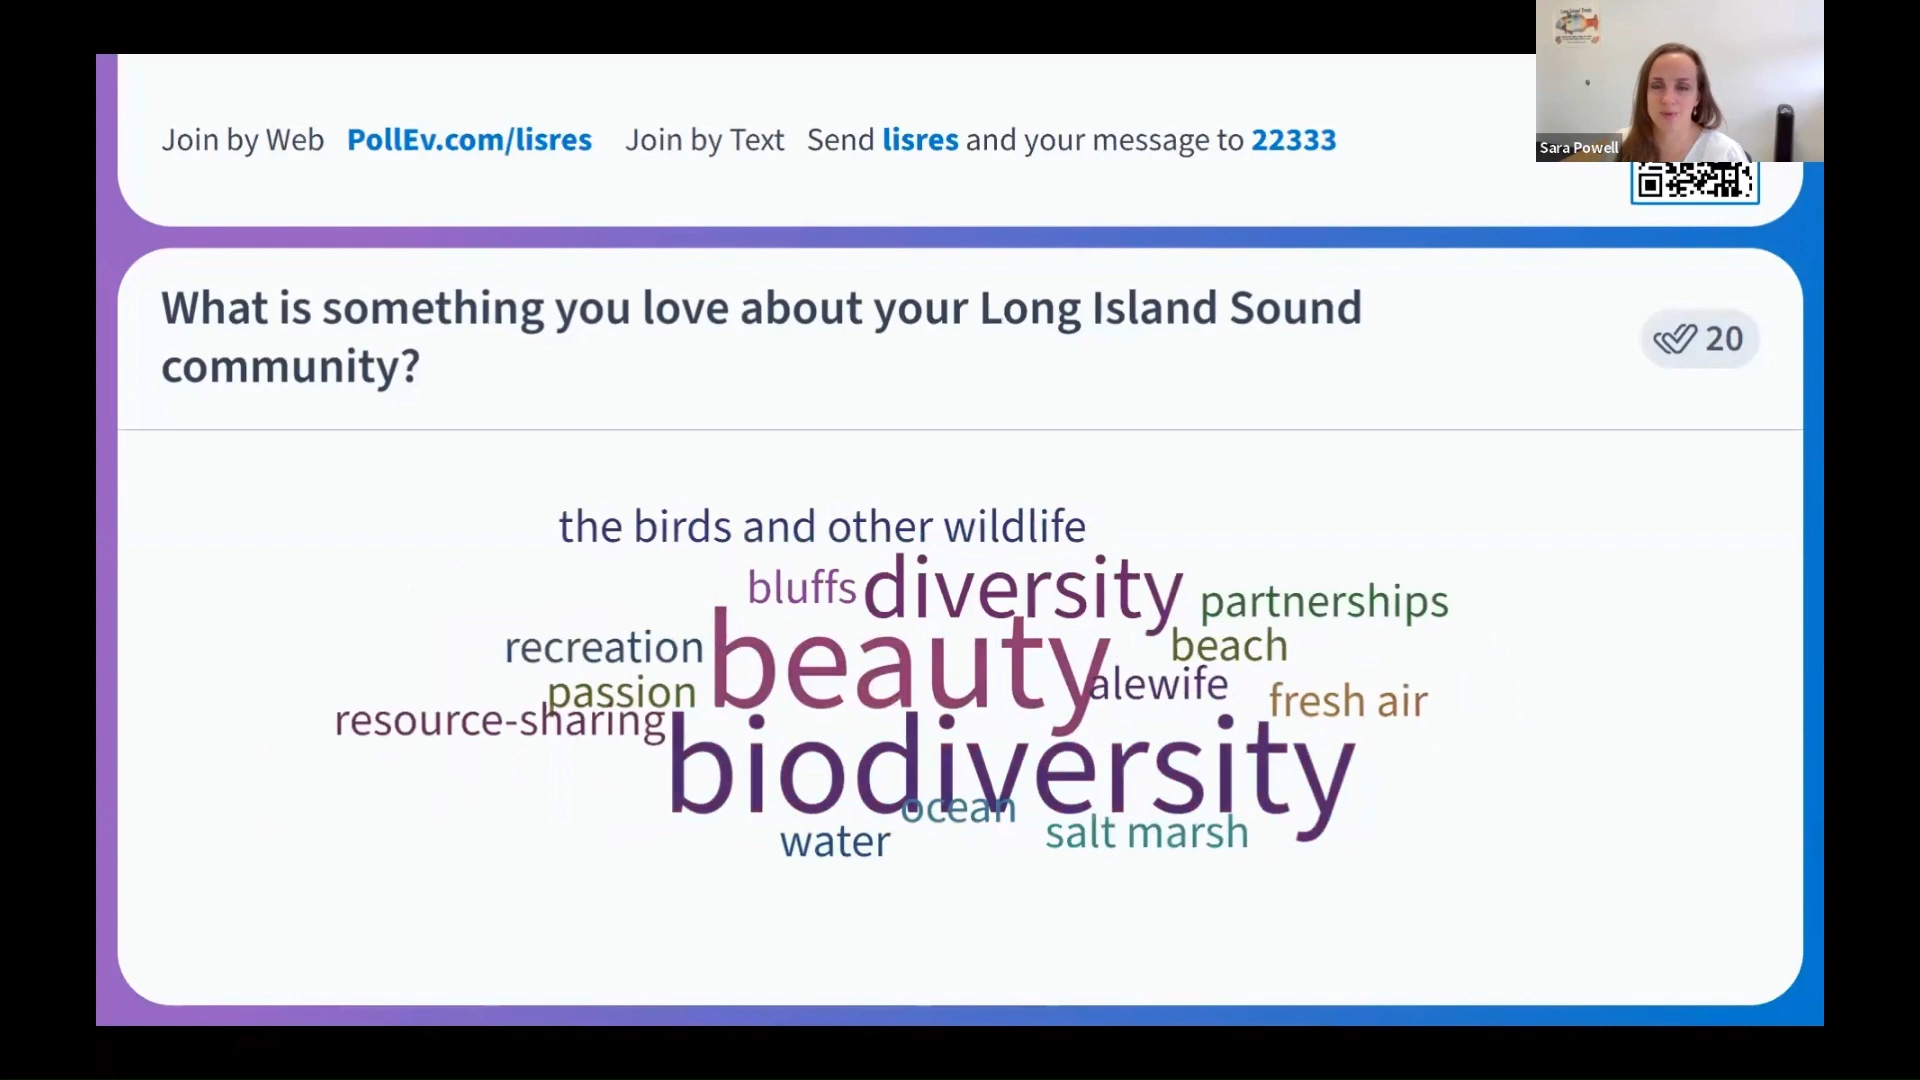 Join by Web PollEv.com/lisres Join by Text Send lisres and your message to 22333
Sara Powell
What is something you love about your Long Island Sound
community?
20
the birds and other wildlife
bluffs diversity partnerships
recreation beauty beach
passion alewife fresh air
resource-sharing
biodiversity
ocean
water salt marsh